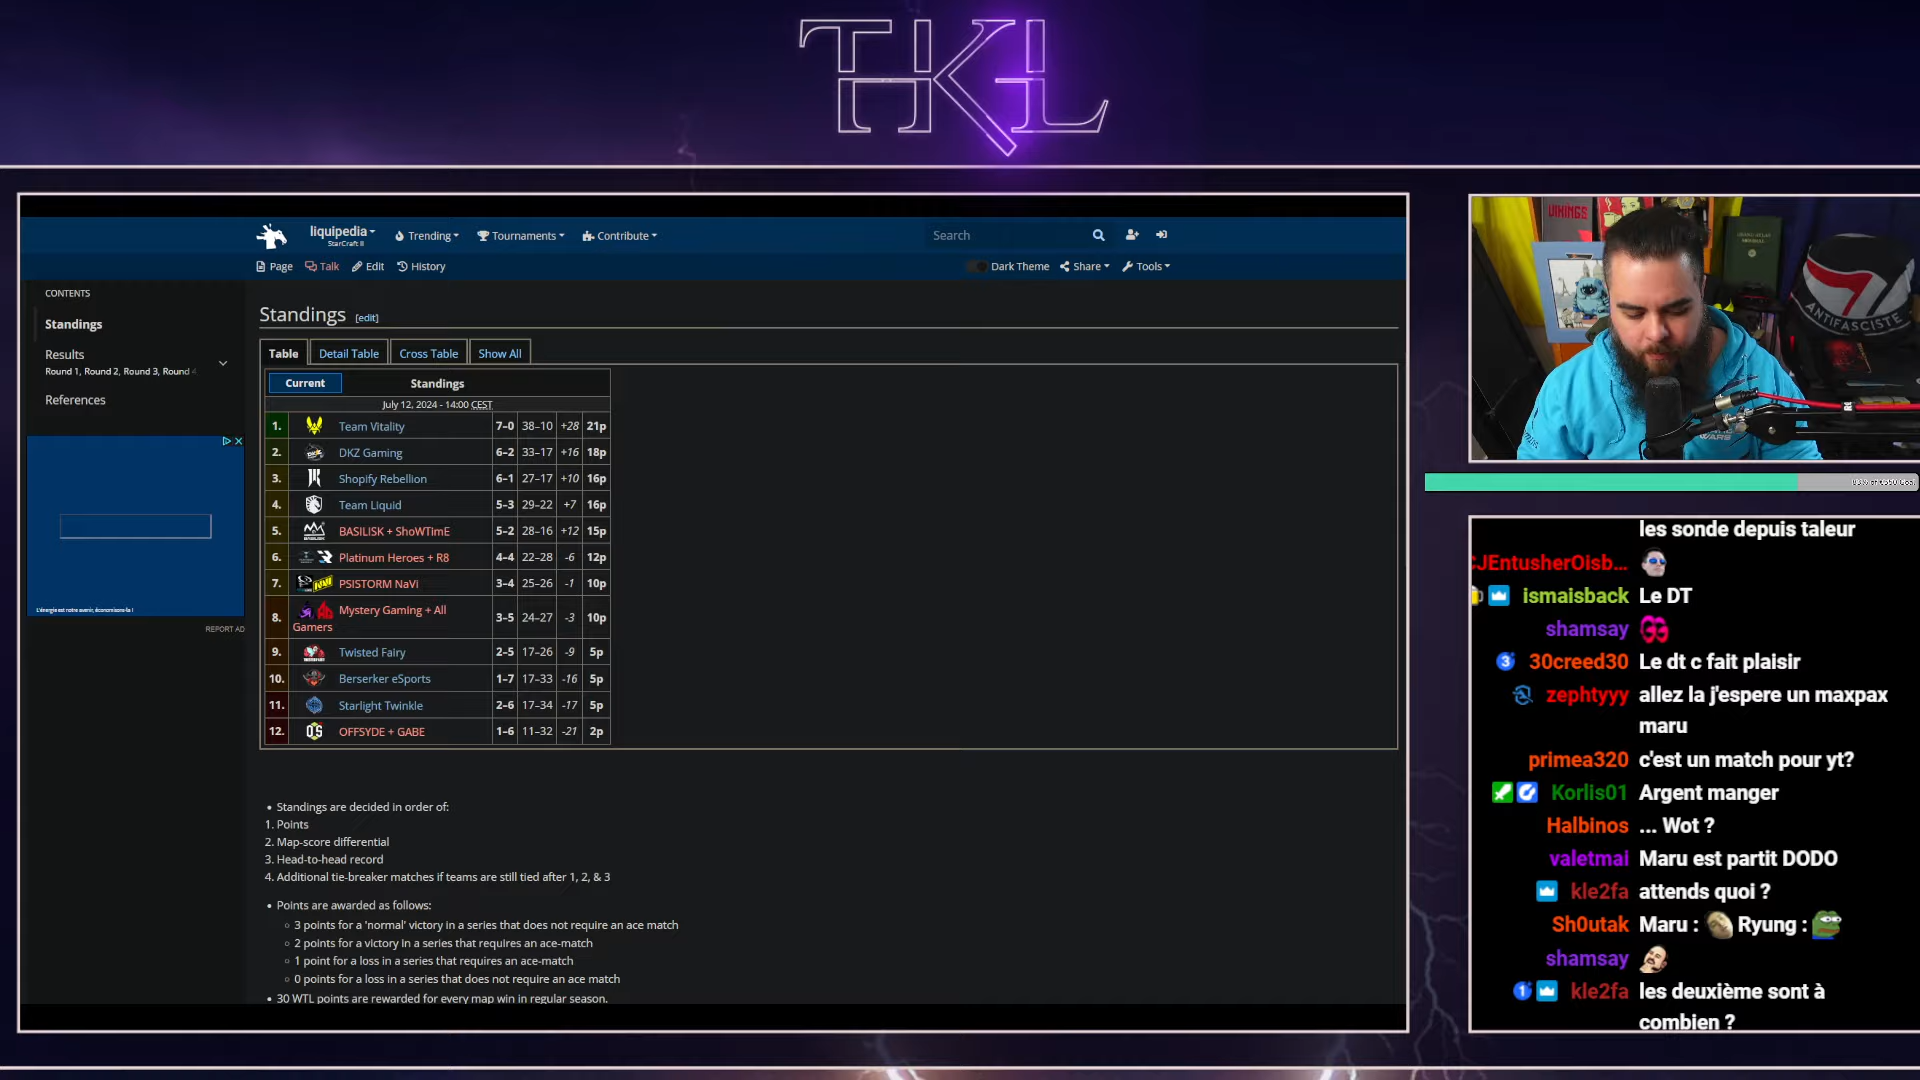 TKL
liquipedia
StarCraft II
Trending
Tournaments
Contribute
Search
Page
Talk
Edit
History
Dark Theme
Share
Tools
CONTENTS
Standings
Results
Round 1, Round 2, Round 3, Round 4
References
L'énergie est notre avenir, économisons-la !
REPORT AD
Standings [edit]
Table
Detail Table
Cross Table
Show All
Current Standings
July 12, 2024 - 14:00 CEST
1. Team Vitality 7–0 38–10 +28 21p
2. DKZ Gaming 6–2 33–17 +16 18p
3. Shopify Rebellion 6–1 27–17 +10 16p
4. Team Liquid 5–3 29–22 +7 16p
5. BASILISK + ShoWTimE 5–2 28–16 +12 15p
6. Platinum Heroes + R8 4–4 22–28 -6 12p
7. PSISTORM NaVi 3–4 25–26 -1 10p
8. Mystery Gaming + All Gamers 3–5 24–27 -3 10p
9. Twisted Fairy 2–5 17–26 -9 5p
10. Berserker eSports 1–7 17–33 -16 5p
11. Starlight Twinkle 2–6 17–34 -17 5p
12. OFFSYDE + GABE 1–6 11–32 -21 2p
• Standings are decided in order of:
1. Points
2. Map-score differential
3. Head-to-head record
4. Additional tie-breaker matches if teams are still tied after 1, 2, & 3
• Points are awarded as follows:
3 points for a 'normal' victory in a series that does not require an ace match
2 points for a victory in a series that requires an ace-match
1 point for a loss in a series that requires an ace-match
0 points for a loss in a series that does not require an ace match
• 30 WTL points are rewarded for every map win in regular season.
VIKINGS
ANTIFASCISTE
les sonde depuis taleur
CJEntusherOisb...
ismaisback Le DT
shamsay
30creed30 Le dt c fait plaisir
zephtyyy allez la j'espere un maxpax
maru
primea320 c'est un match pour yt?
Korlis01 Argent manger
Halbinos ... Wot ?
valetmai Maru est partit DODO
kle2fa attends quoi ?
Sh0utak Maru : Ryung :
shamsay
kle2fa les deuxième sont à
combien ?